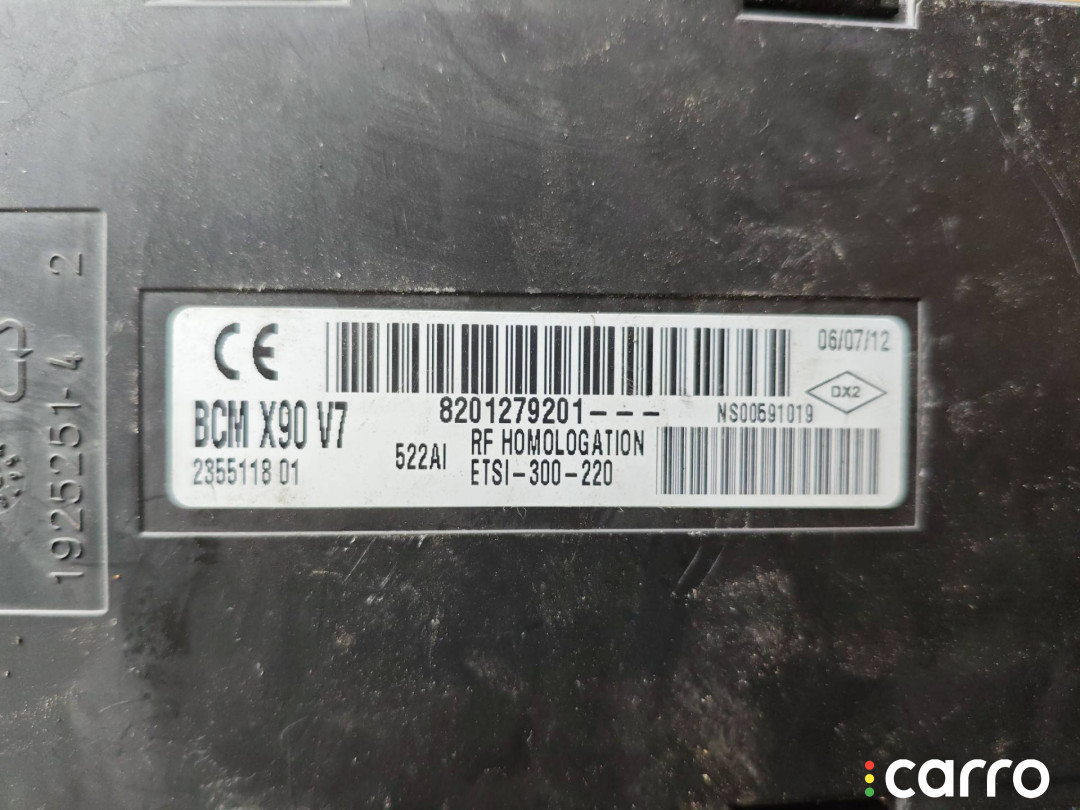 CE
06/07/12
DX2
8201279201---
NS00591019
BCM X90 V7
522AI
RF HOMOLOGATION
2355118 01
ETSI-300-220
1925251-4 2
carro